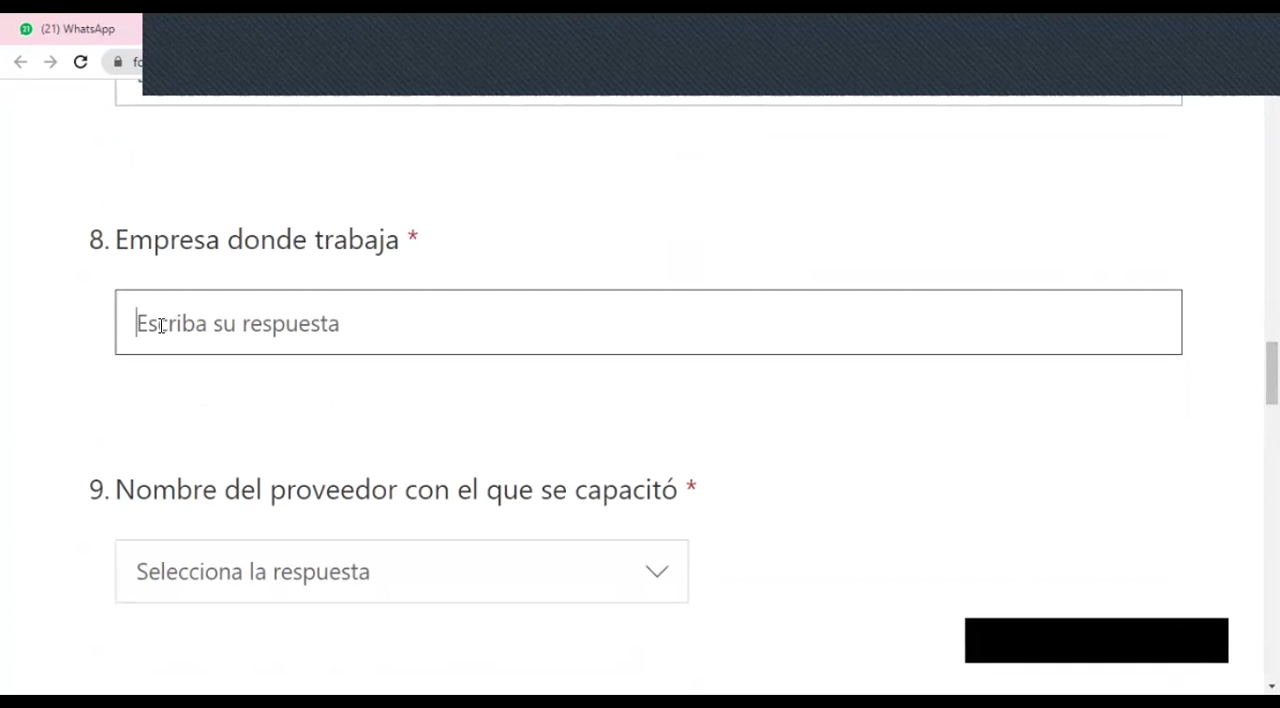 21 (21) WhatsApp
8. Empresa donde trabaja *
Escriba su respuesta
9. Nombre del proveedor con el que se capacitó *
Selecciona la respuesta